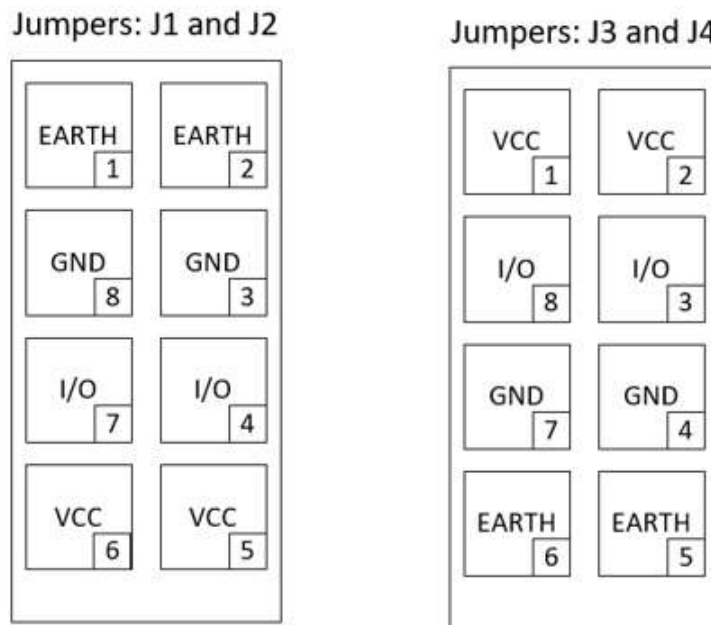 Jumpers: J1 and J2
EARTH 1 EARTH 2
GND 8 GND 3
I/O 7 I/O 4
VCC 6 VCC 5
Jumpers: J3 and J4
VCC 1 VCC 2
I/O 8 I/O 3
GND 7 GND 4
EARTH 6 EARTH 5